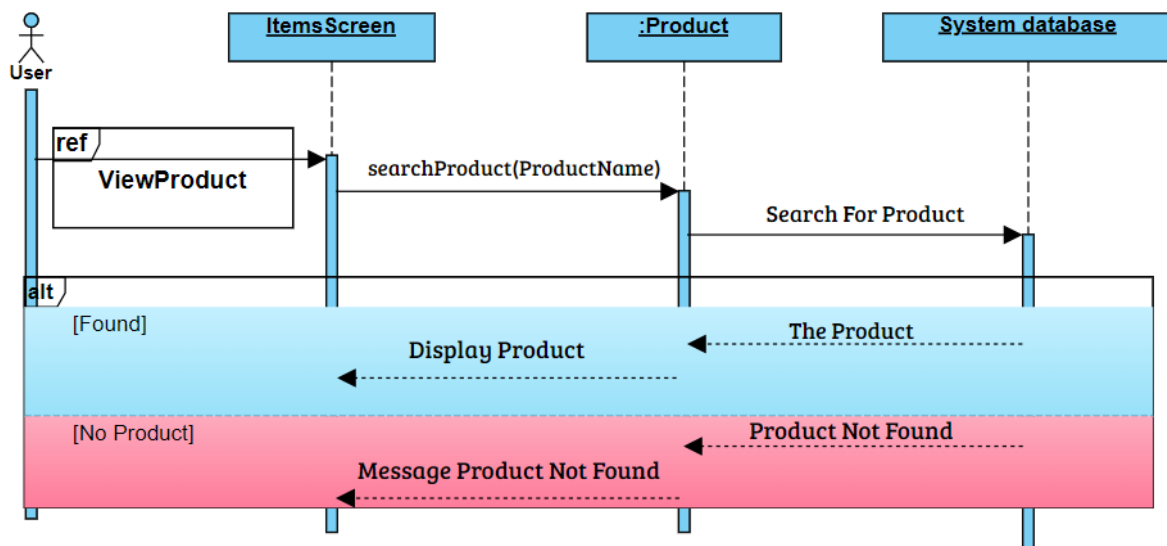 ItemsScreen
:Product
System database
User
ref
ViewProduct
searchProduct(ProductName)
Search For Product
alt
[Found]
The Product
Display Product
[No Product]
Product Not Found
Message Product Not Found